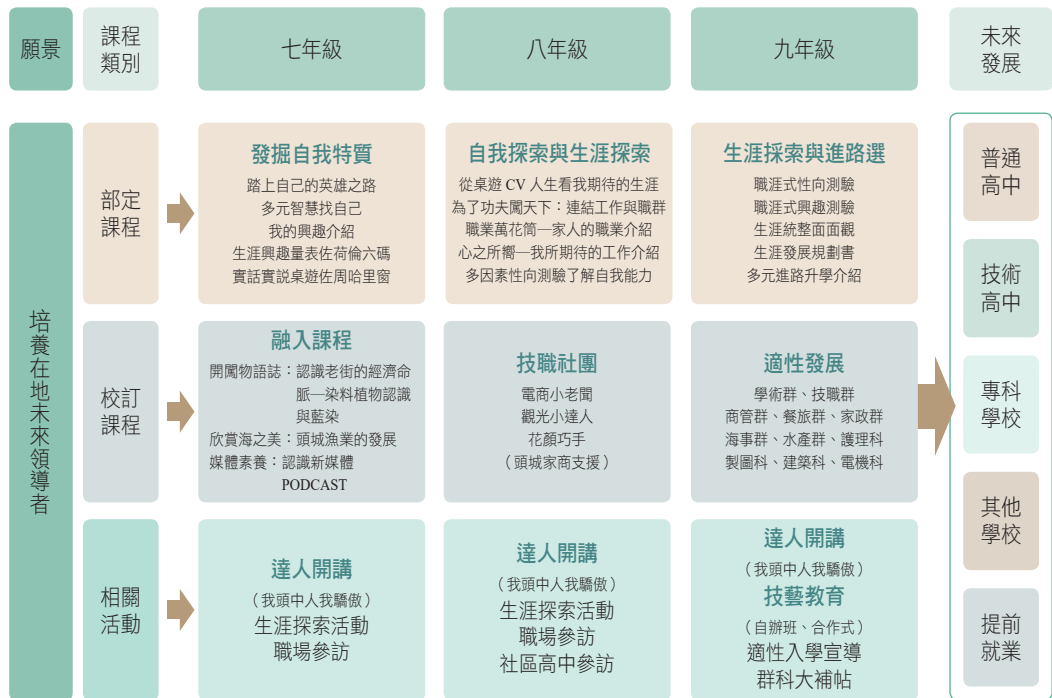 願景
課程
類別
七年級
八年級
九年級
未來
發展
培養在地未來領導者
部定
課程
發掘自我特質
踏上自己的英雄之路
多元智慧找自己
我的興趣介紹
生涯興趣量表佐荷倫六碼
實話實説桌遊佐周哈里窗
自我探索與生涯探索
從桌遊 CV 人生看我期待的生涯
為了功夫闖天下：連結工作與職群
職業萬花筒─家人的職業介紹
心之所嚮─我所期待的工作介紹
多因素性向測驗了解自我能力
生涯採索與進路選
職涯式性向測驗
職涯式興趣測驗
生涯統整面面觀
生涯發展規劃書
多元進路升學介紹
校訂
課程
融入課程
開闖物語誌：認識老街的經濟命
脈─染料植物認識
與藍染
欣賞海之美：頭城漁業的發展
媒體素養：認識新媒體
PODCAST
技職社團
電商小老闆
觀光小達人
花顏巧手
（頭城家商支援）
適性發展
學術群、技職群
商管群、餐旅群、家政群
海事群、水產群、護理科
製圖科、建築科、電機科
相關
活動
達人開講
（我頭中人我驕傲）
生涯探索活動
職場參訪
達人開講
（我頭中人我驕傲）
生涯探索活動
職場參訪
社區高中參訪
達人開講
（我頭中人我驕傲）
技藝教育
（自辦班、合作式）
適性入學宣導
群科大補帖
普通
高中
技術
高中
專科
學校
其他
學校
提前
就業